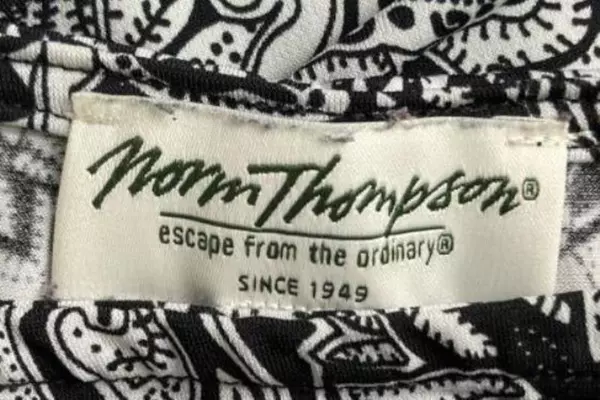 Norm Thompson®
escape from the ordinary®
SINCE 1949